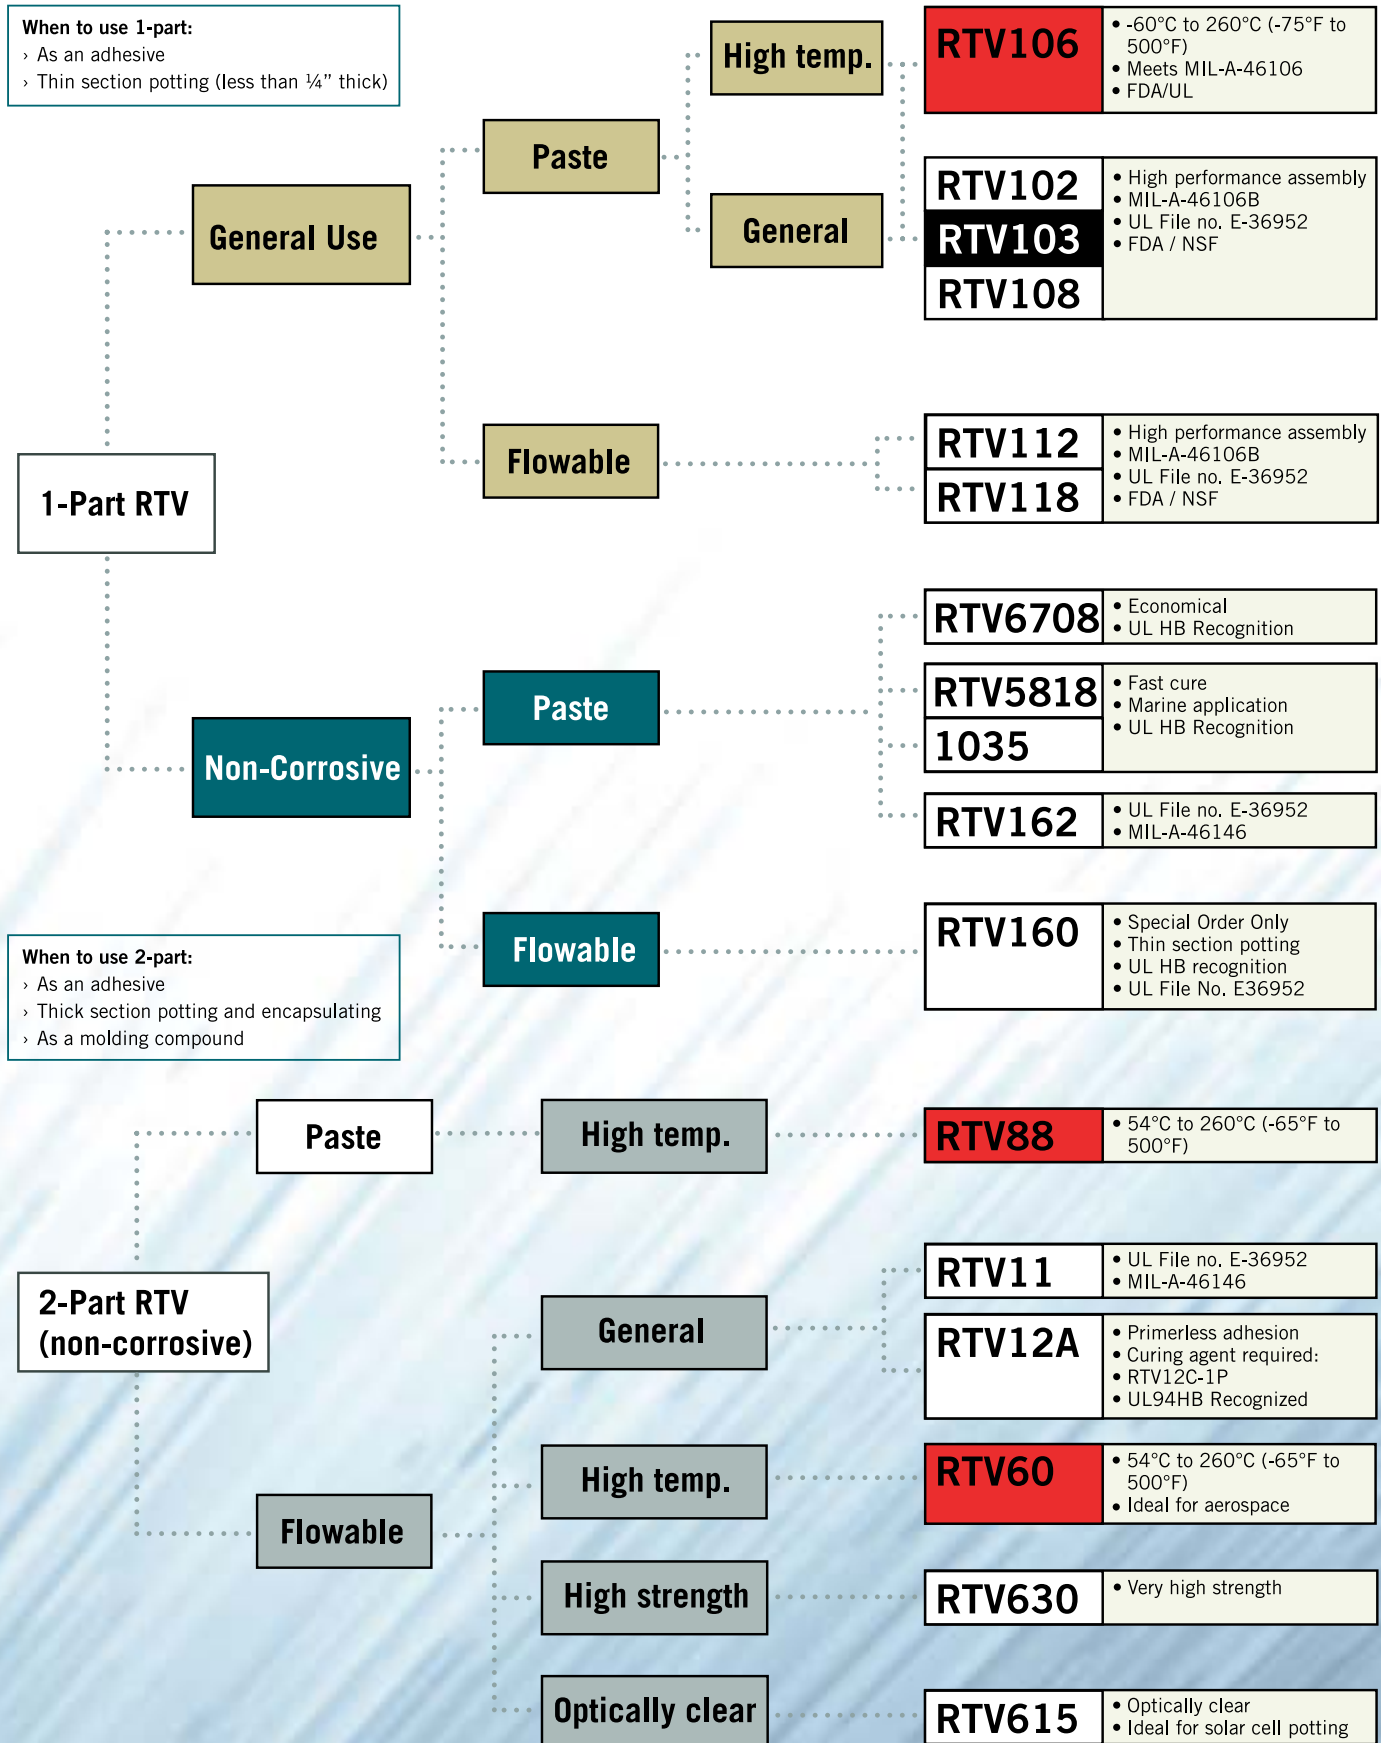 When to use 1-part:
› As an adhesive
› Thin section potting (less than ¼” thick)
1-Part RTV
General Use
Paste
High temp.
RTV106
• -60°C to 260°C (-75°F to
500°F)
• Meets MIL-A-46106
• FDA/UL
General
RTV102
RTV103
RTV108
• High performance assembly
• MIL-A-46106B
• UL File no. E-36952
• FDA / NSF
Flowable
RTV112
RTV118
• High performance assembly
• MIL-A-46106B
• UL File no. E-36952
• FDA / NSF
Non-Corrosive
Paste
RTV6708
• Economical
• UL HB Recognition
RTV5818
1035
• Fast cure
• Marine application
• UL HB Recognition
RTV162
• UL File no. E-36952
• MIL-A-46146
Flowable
RTV160
• Special Order Only
• Thin section potting
• UL HB recognition
• UL File No. E36952
When to use 2-part:
› As an adhesive
› Thick section potting and encapsulating
› As a molding compound
2-Part RTV
(non-corrosive)
Paste
High temp.
RTV88
• 54°C to 260°C (-65°F to
500°F)
Flowable
General
RTV11
• UL File no. E-36952
• MIL-A-46146
RTV12A
• Primerless adhesion
• Curing agent required:
• RTV12C-1P
• UL94HB Recognized
High temp.
RTV60
• 54°C to 260°C (-65°F to
500°F)
• Ideal for aerospace
High strength
RTV630
• Very high strength
Optically clear
RTV615
• Optically clear
• Ideal for solar cell potting